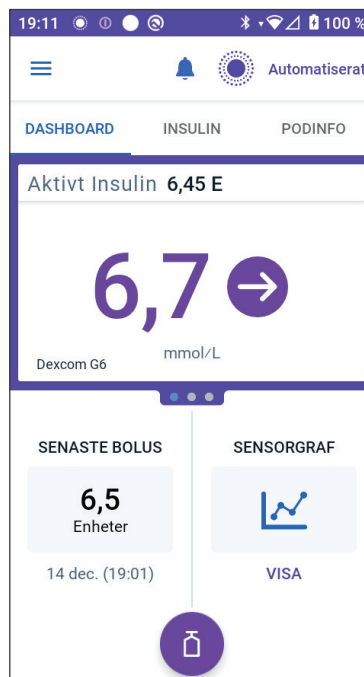 19:11 100 %
Automatiserat
DASHBOARD INSULIN PODINFO
Aktivt Insulin 6,45 E
6,7
mmol/L
Dexcom G6
SENASTE BOLUS SENSORGRAF
6,5
Enheter
14 dec. (19:01) VISA